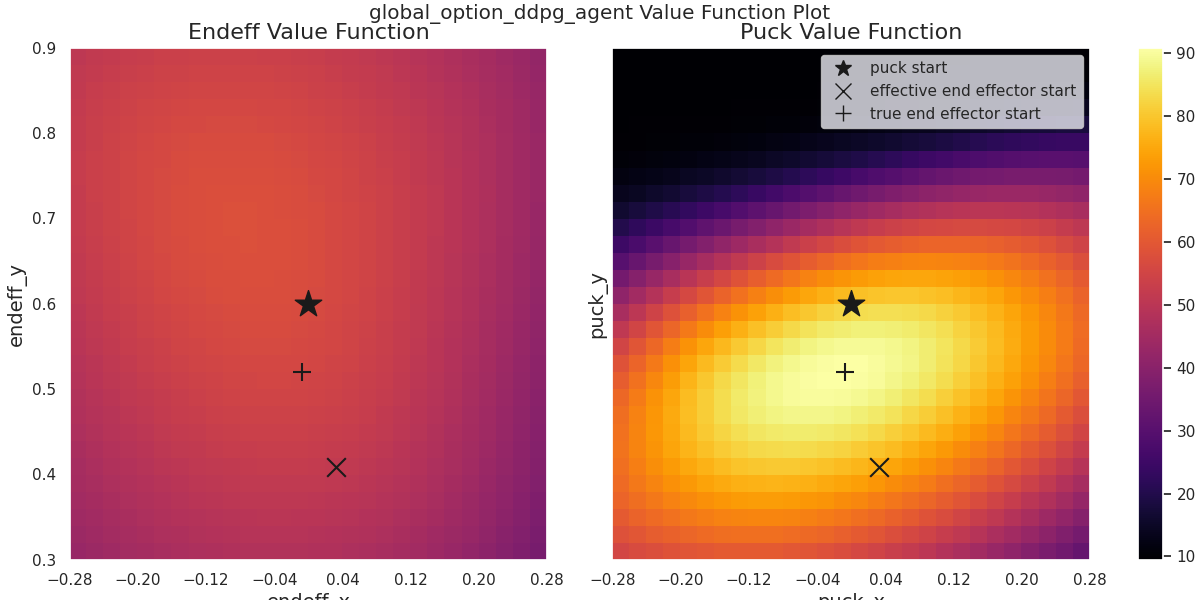 global_option_ddpg_agent Value Function Plot
Endeff Value Function
Puck Value Function
puck start
effective end effector start
true end effector start
endeff_y
0.9
0.8
0.7
0.6
0.5
0.4
0.3
−0.28 −0.20 −0.12 −0.04 0.04 0.12 0.20 0.28
endeff_x
puck_y
−0.28 −0.20 −0.12 −0.04 0.04 0.12 0.20 0.28
puck_x
90
80
70
60
50
40
30
20
10